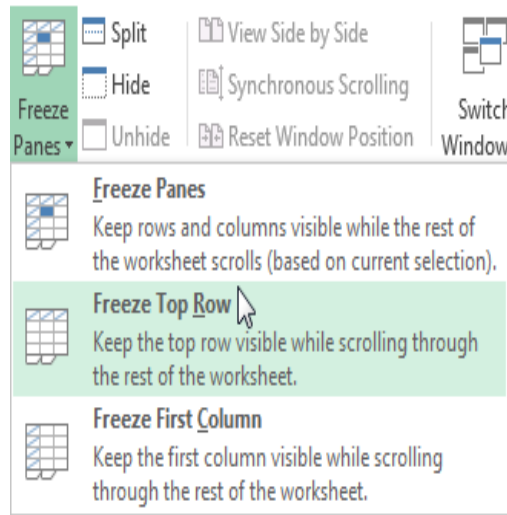 Split
View Side by Side
Hide
Synchronous Scrolling
Freeze
Panes
Unhide
Reset Window Position
Switch
Window
Freeze Panes
Keep rows and columns visible while the rest of
the worksheet scrolls (based on current selection).
Freeze Top Row
Keep the top row visible while scrolling through
the rest of the worksheet.
Freeze First Column
Keep the first column visible while scrolling
through the rest of the worksheet.